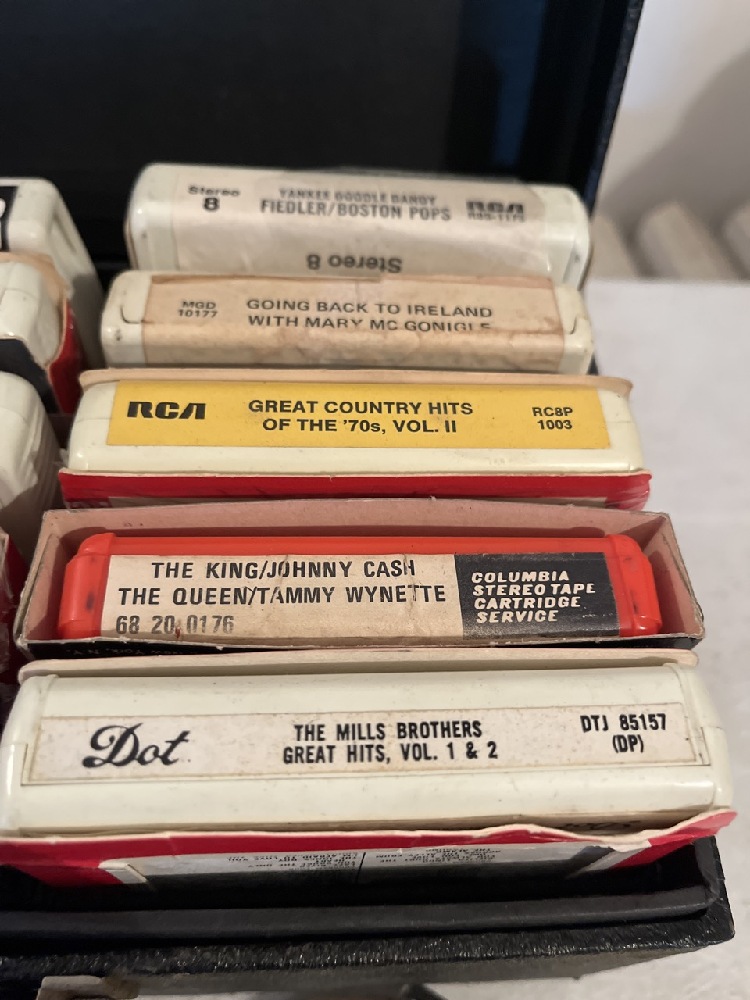 Stereo
8
YANKEE DOODLE DANDY
FIEDLER/BOSTON POPS
RCA
Stereo 8
MGD
10177
GOING BACK TO IRELAND
WITH MARY MC GONIGLE
RCA
GREAT COUNTRY HITS
OF THE '70s, VOL. II
RC8P
1003
THE KING/JOHNNY CASH
THE QUEEN/TAMMY WYNETTE
68 20 0176
COLUMBIA
STEREO TAPE
CARTRIDGE
SERVICE
Dot
THE MILLS BROTHERS
GREAT HITS, VOL. 1 & 2
DTJ 85157
(DP)